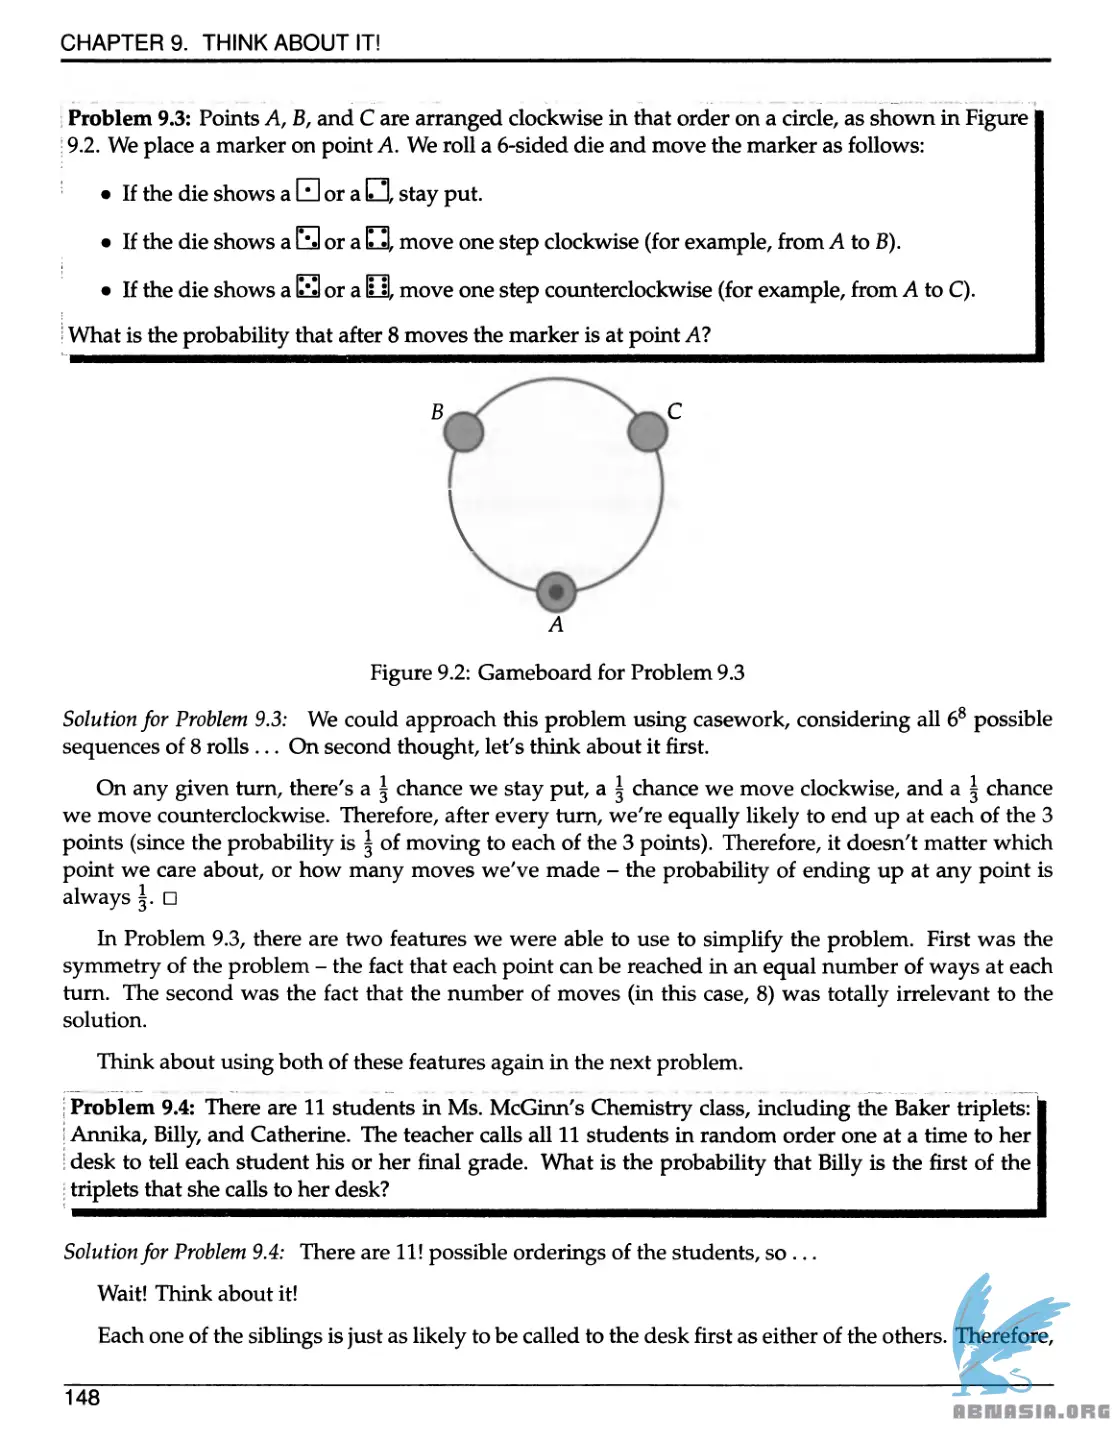 CHAPTER 9. THINK ABOUT IT!
Problem 9.3: Points A, B, and C are arranged clockwise in that order on a circle, as shown in Figure
9.2. We place a marker on point A. We roll a 6-sided die and move the marker as follows:
• If the die shows a ⚀ or a ⚁, stay put.
• If the die shows a ⚂ or a ⚃, move one step clockwise (for example, from A to B).
• If the die shows a ⚄ or a ⚅, move one step counterclockwise (for example, from A to C).
What is the probability that after 8 moves the marker is at point A?
B C
A
Figure 9.2: Gameboard for Problem 9.3
Solution for Problem 9.3: We could approach this problem using casework, considering all 6⁸ possible
sequences of 8 rolls ... On second thought, let's think about it first.
On any given turn, there's a 1/3 chance we stay put, a 1/3 chance we move clockwise, and a 1/3 chance
we move counterclockwise. Therefore, after every turn, we're equally likely to end up at each of the 3
points (since the probability is 1/3 of moving to each of the 3 points). Therefore, it doesn't matter which
point we care about, or how many moves we've made – the probability of ending up at any point is
always 1/3. □
In Problem 9.3, there are two features we were able to use to simplify the problem. First was the
symmetry of the problem – the fact that each point can be reached in an equal number of ways at each
turn. The second was the fact that the number of moves (in this case, 8) was totally irrelevant to the
solution.
Think about using both of these features again in the next problem.
Problem 9.4: There are 11 students in Ms. McGinn's Chemistry class, including the Baker triplets:
Annika, Billy, and Catherine. The teacher calls all 11 students in random order one at a time to her
desk to tell each student his or her final grade. What is the probability that Billy is the first of the
triplets that she calls to her desk?
Solution for Problem 9.4: There are 11! possible orderings of the students, so ...
Wait! Think about it!
Each one of the siblings is just as likely to be called to the desk first as either of the others. Therefore,
148
ABNASIA.ORG